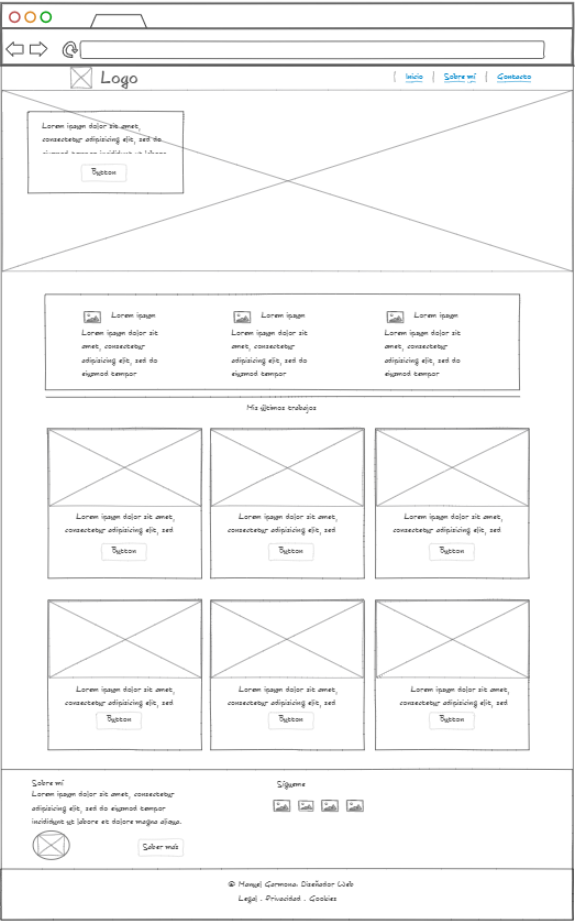 Logo
Inicio | Sobre mí | Contacto
Lorem ipsum dolor sit amet,
consectetur adipisicing elit, sed do
eiusmod tempor incididunt ut labore
Button
Lorem ipsum
Lorem ipsum dolor sit
amet, consectetur
adipisicing elit, sed do
eiusmod tempor
Lorem ipsum
Lorem ipsum dolor sit
amet, consectetur
adipisicing elit, sed do
eiusmod tempor
Lorem ipsum
Lorem ipsum dolor sit
amet, consectetur
adipisicing elit, sed do
eiusmod tempor
Mis últimos trabajos
Lorem ipsum dolor sit amet,
consectetur adipisicing elit, sed
Button
Lorem ipsum dolor sit amet,
consectetur adipisicing elit, sed
Button
Lorem ipsum dolor sit amet,
consectetur adipisicing elit, sed
Button
Lorem ipsum dolor sit amet,
consectetur adipisicing elit, sed
Button
Lorem ipsum dolor sit amet,
consectetur adipisicing elit, sed
Button
Lorem ipsum dolor sit amet,
consectetur adipisicing elit, sed
Button
Sobre mí
Lorem ipsum dolor sit amet, consectetur
adipisicing elit, sed do eiusmod tempor
incididunt ut labore et dolore magna aliqua.
Saber más
Sígueme
© Manuel Garmona: Diseñador Web
Legal . Privacidad . Cookies